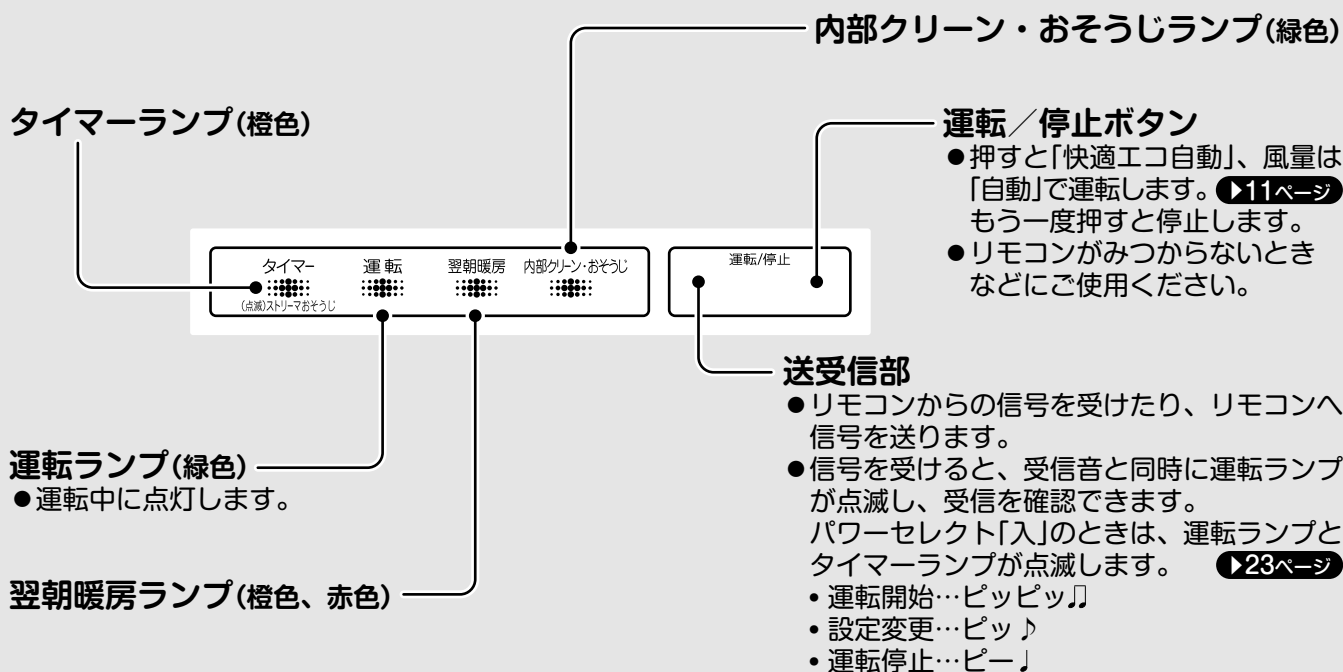 内部クリーン・おそうじランプ(緑色)
タイマーランプ(橙色)
運転／停止ボタン
●押すと「快適エコ自動」、風量は
「自動」で運転します。▶11ページ
もう一度押すと停止します。
●リモコンがみつからないとき
などにご使用ください。
タイマー
(点滅)ストリーマおそうじ
運転
翌朝暖房
内部クリーン・おそうじ
運転/停止
送受信部
●リモコンからの信号を受けたり、リモコンへ
信号を送ります。
●信号を受けると、受信音と同時に運転ランプ
が点滅し、受信を確認できます。
パワーセレクト「入」のときは、運転ランプと
タイマーランプが点滅します。 ▶23ページ
•運転開始…ピッピッ♫
•設定変更…ピッ♪
•運転停止…ピー♩
運転ランプ(緑色)
●運転中に点灯します。
翌朝暖房ランプ(橙色、赤色)